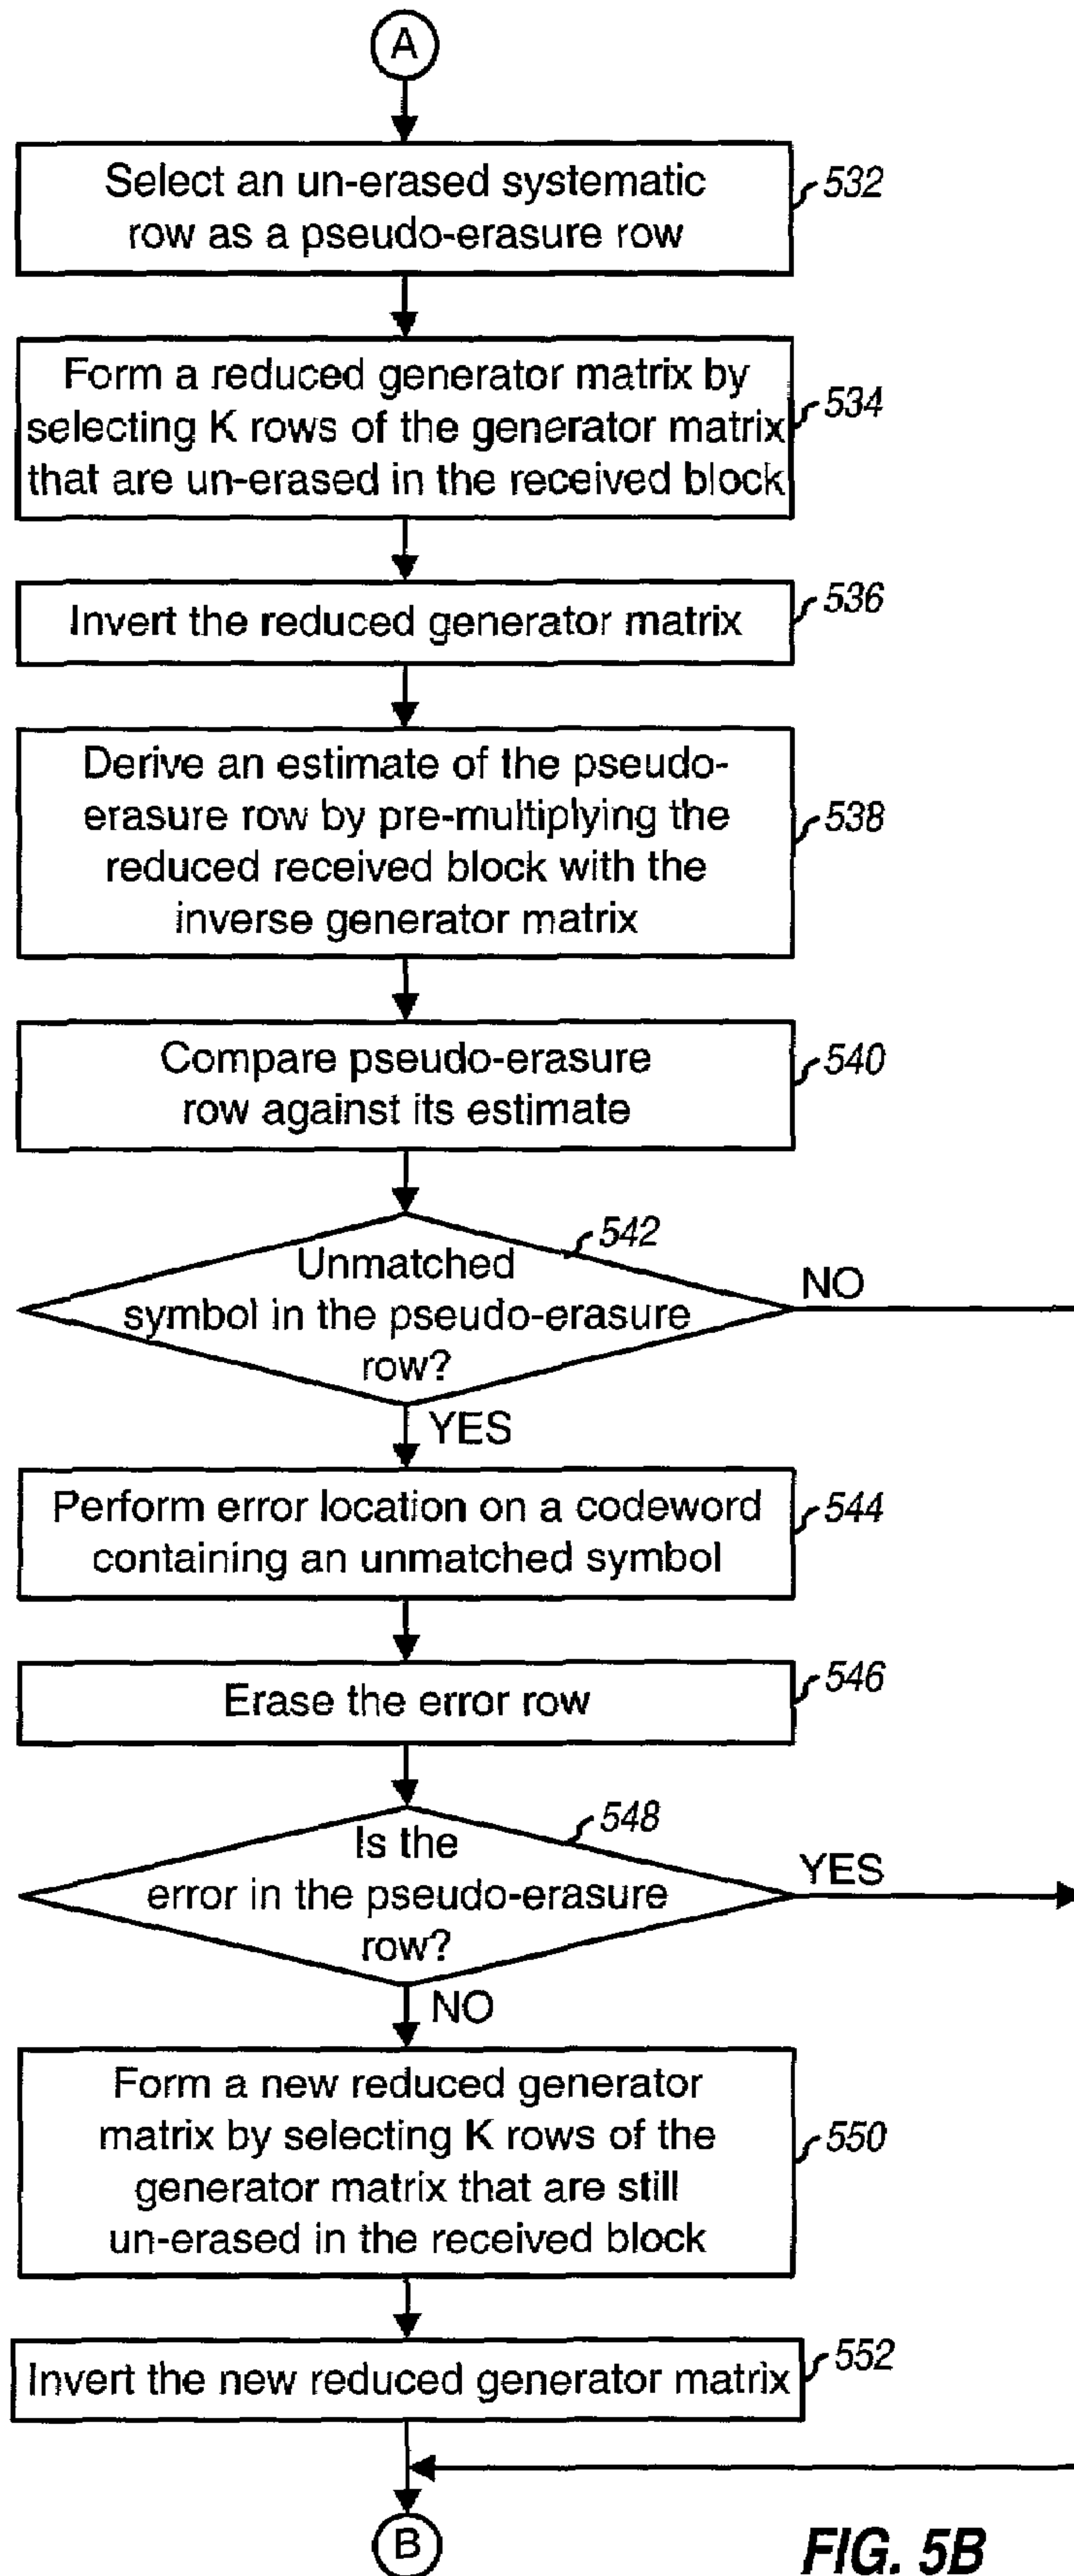 A
Select an un-erased systematic
row as a pseudo-erasure row
532
Form a reduced generator matrix by
selecting K rows of the generator matrix
that are un-erased in the received block
534
Invert the reduced generator matrix
536
Derive an estimate of the pseudo-
erasure row by pre-multiplying the
reduced received block with the
inverse generator matrix
538
Compare pseudo-erasure
row against its estimate
540
542
Unmatched
symbol in the pseudo-erasure
row?
NO
YES
Perform error location on a codeword
containing an unmatched symbol
544
Erase the error row
546
548
Is the
error in the pseudo-erasure
row?
YES
NO
Form a new reduced generator
matrix by selecting K rows of the
generator matrix that are still
un-erased in the received block
550
Invert the new reduced generator matrix
552
B
FIG. 5B